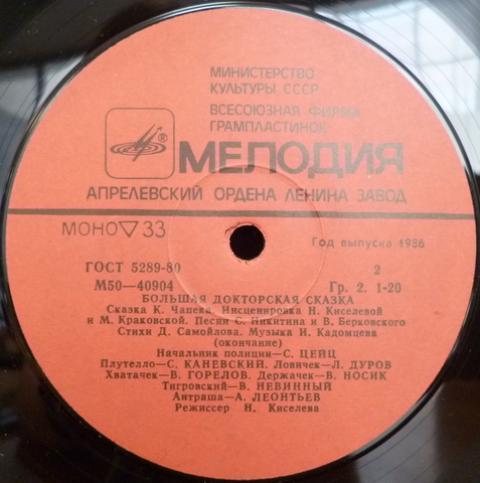 МИНИСТЕРСТВО
КУЛЬТУРЫ СССР
ВСЕСОЮЗНАЯ ФИРМА
ГРАМПЛАСТИНОК
®
МЕЛОДИЯ
АПРЕЛЕВСКИЙ ОРДЕНА ЛЕНИНА ЗАВОД
МОНО ▽ 33
Год выпуска 1986
ГОСТ 5289-80
2
М50—40904
Гр. 2. 1-20
БОЛЬШАЯ ДОКТОРСКАЯ СКАЗКА
Сказка К. Чапека. Инсценировка Н. Киселевой
и М. Краковской. Песни С. Никитина и В. Берковского
Стихи Д. Самойлова. Музыка И. Кадомцева
(окончание)
Начальник полиции—С. ЦЕЙЦ
Плутелло—С. КАНЕВСКИЙ. Ловичек—Л. ДУРОВ
Хватачек—В. ГОРЕЛОВ. Держачек—В. НОСИК
Тигровский—В. НЕВИННЫЙ
Антраша—А. ЛЕОНТЬЕВ
Режиссер Н. Киселева